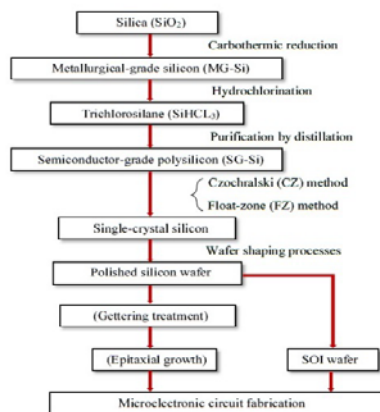 Silica (SiO₂)
Carbothermic reduction
Metallurgical-grade silicon (MG-Si)
Hydrochlorination
Trichlorosilane (SiHCL₃)
Purification by distillation
Semiconductor-grade polysilicon (SG-Si)
Czochralski (CZ) method
Float-zone (FZ) method
Single-crystal silicon
Wafer shaping processes
Polished silicon wafer
(Gettering treatment)
(Epitaxial growth)
SOI wafer
Microelectronic circuit fabrication